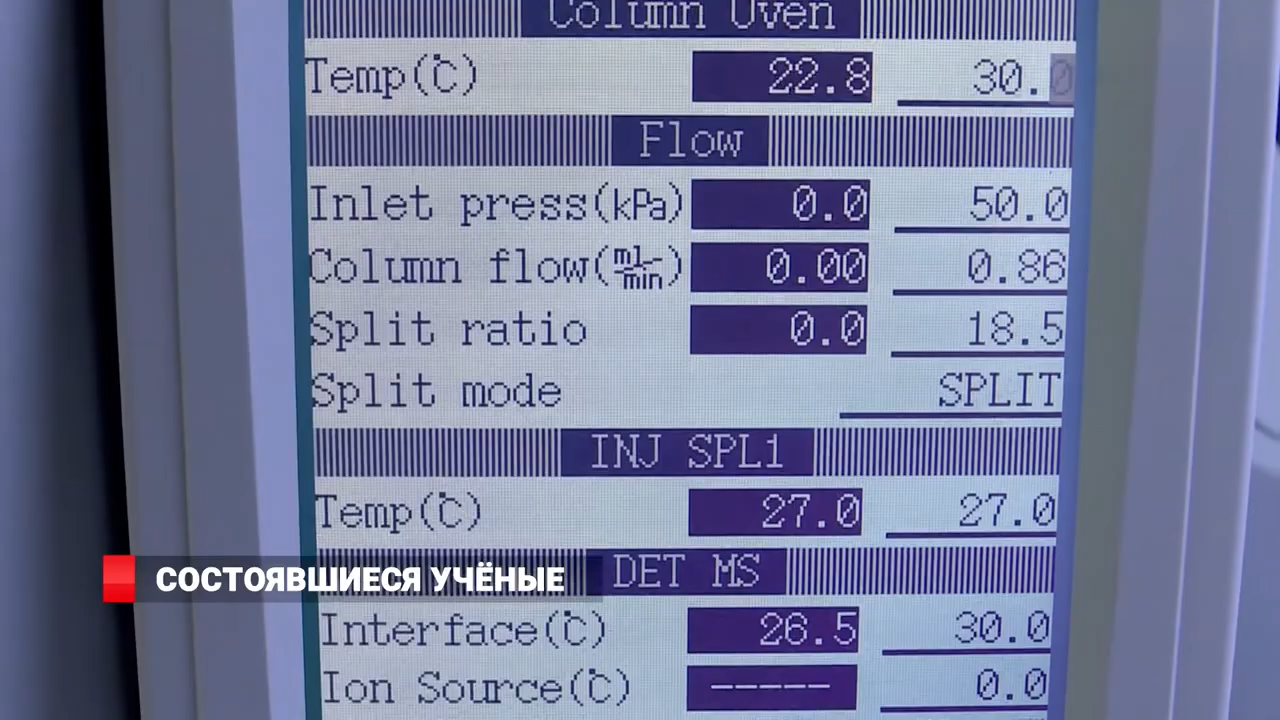 Column Oven
Temp(℃) 22.8 30.0
Flow
Inlet press(kPa) 0.0 50.0
Column flow(ml/min) 0.00 0.86
Split ratio 0.0 18.5
Split mode SPLIT
INJ SPL1
Temp(℃) 27.0 27.0
DET MS
СОСТОЯВШИЕСЯ УЧЁНЫЕ
Interface(℃) 26.5 30.0
Ion Source(℃) ----- 0.0